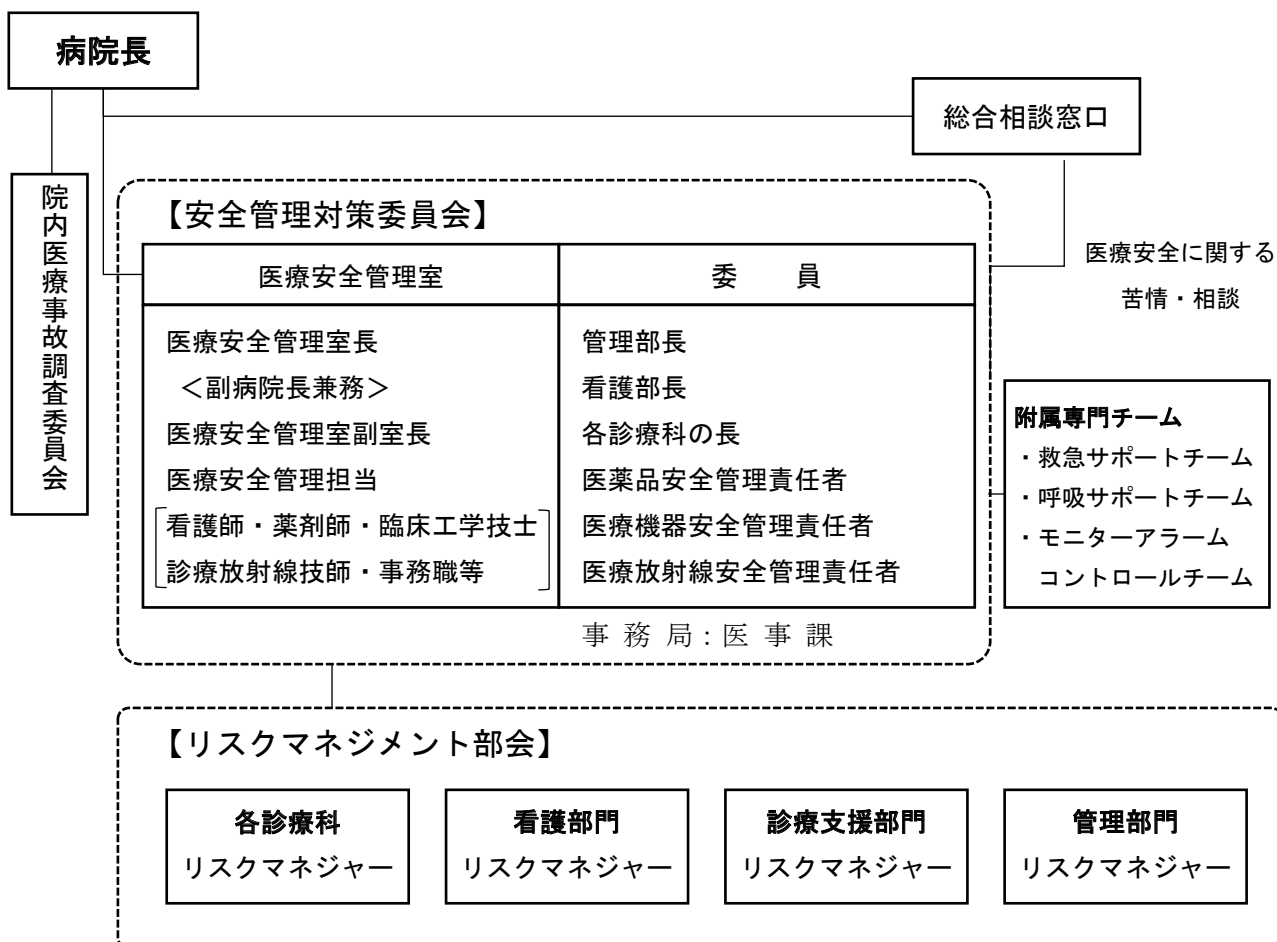 病院長
総合相談窓口
院内医療事故調査委員会
【安全管理対策委員会】
医療安全管理室
委　　員
医療安全管理室長
＜副病院長兼務＞
医療安全管理室副室長
医療安全管理担当
看護師・薬剤師・臨床工学技士
診療放射線技師・事務職等
管理部長
看護部長
各診療科の長
医薬品安全管理責任者
医療機器安全管理責任者
医療放射線安全管理責任者
事 務 局：医 事 課
医療安全に関する
苦情・相談
附属専門チーム
・救急サポートチーム
・呼吸サポートチーム
・モニターアラーム
コントロールチーム
【リスクマネジメント部会】
各診療科
リスクマネジャー
看護部門
リスクマネジャー
診療支援部門
リスクマネジャー
管理部門
リスクマネジャー